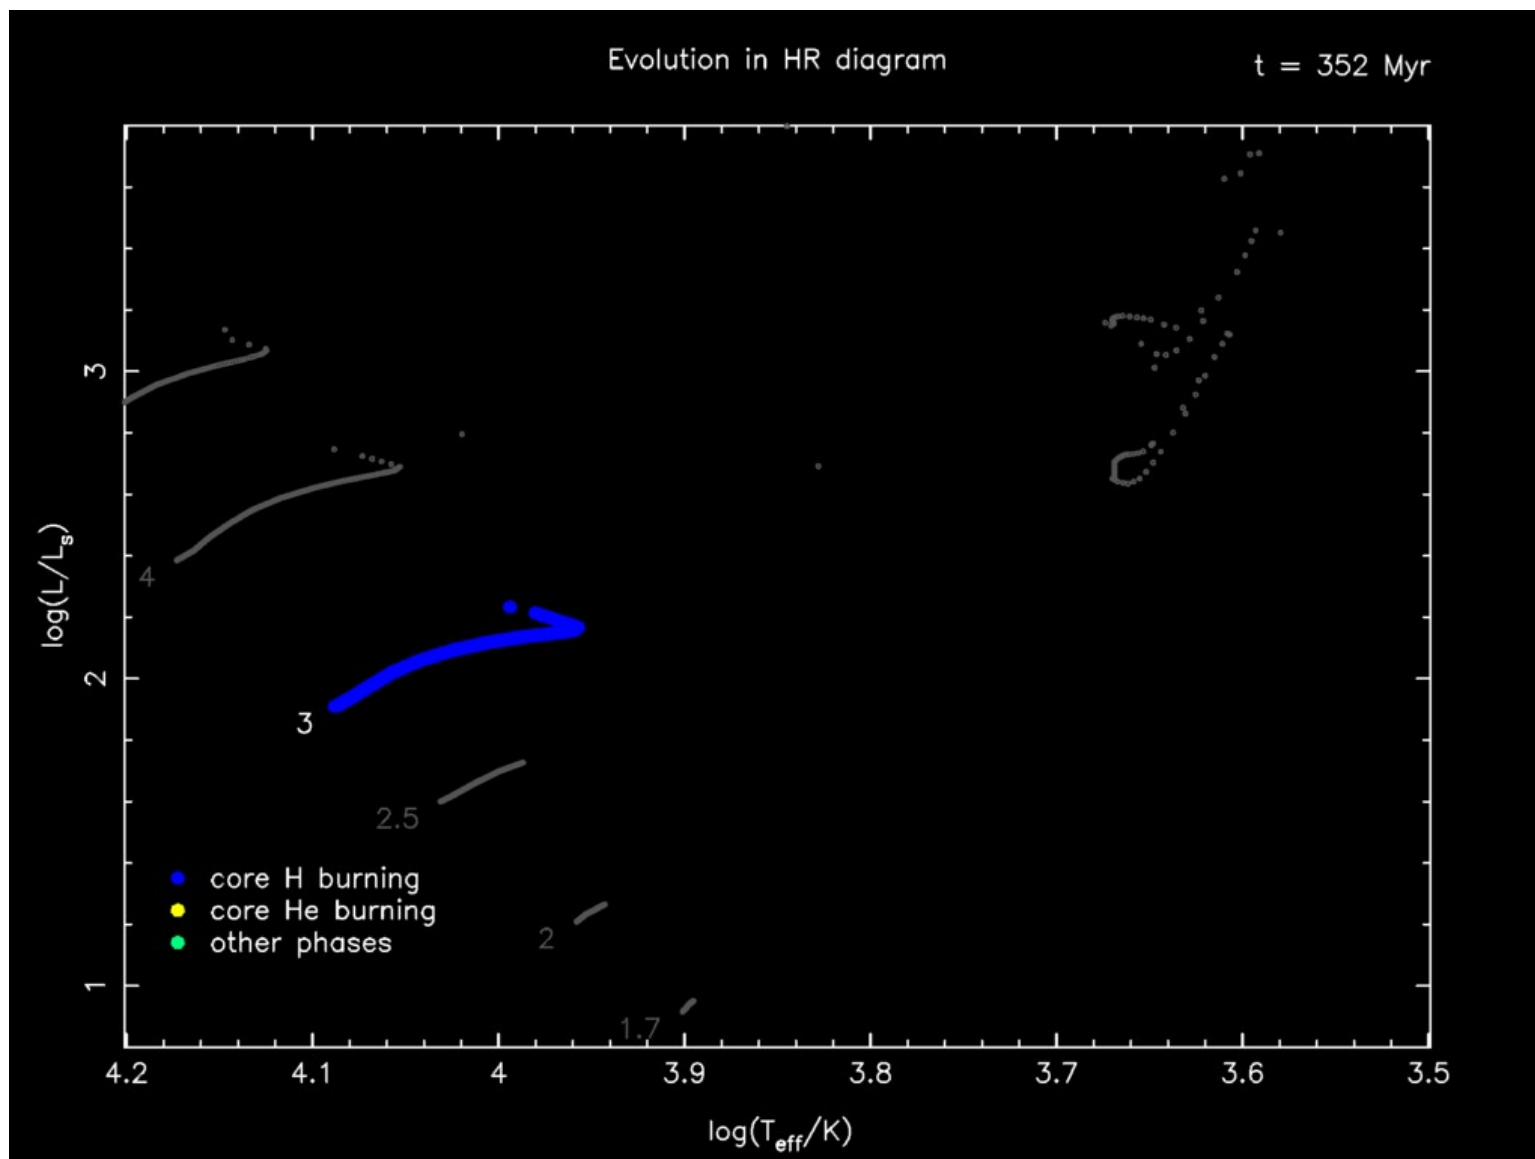 Evolution in HR diagram
t = 352 Myr
log(L/Ls)
3
2
1
4
3
2.5
2
1.7
core H burning
core He burning
other phases
4.2 4.1 4 3.9 3.8 3.7 3.6 3.5
log(Teff/K)